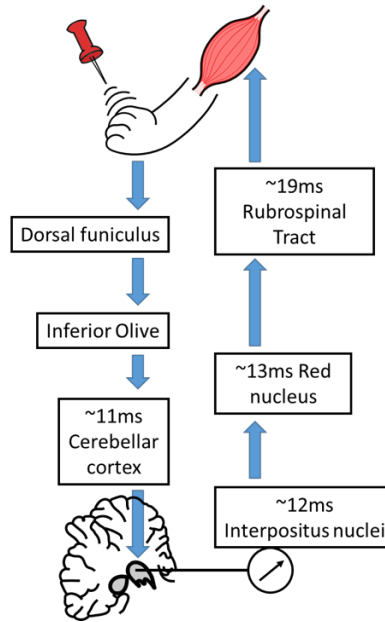 Dorsal funiculus
Inferior Olive
~11ms
Cerebellar
cortex
~19ms
Rubrospinal
Tract
~13ms Red
nucleus
~12ms
Interpositus nuclei